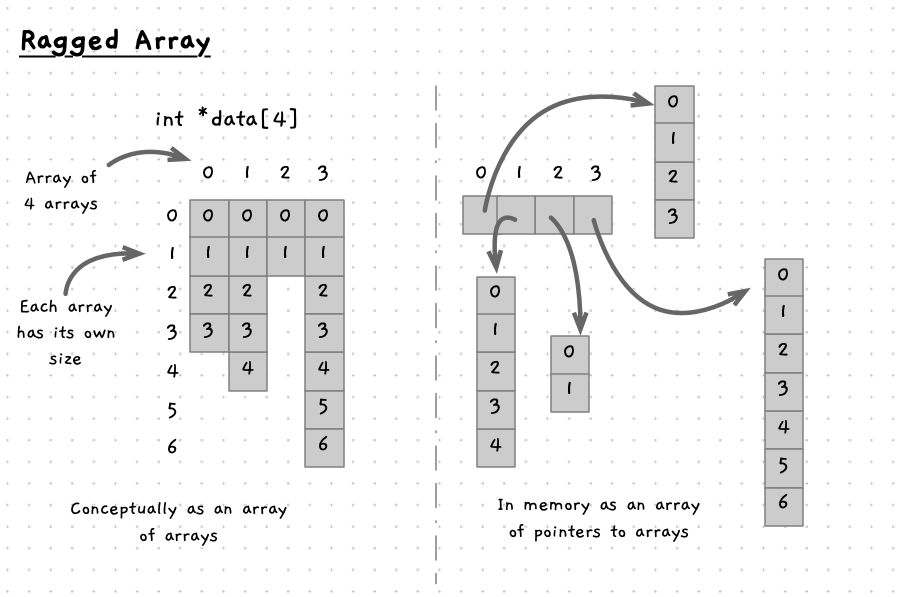 Ragged Array
int *data[4]
Array of
4 arrays
0 1 2 3
0 0 0 0 0
1 1 1 1 1
2 2 2 2
3 3 3 3
4 4 4
5 5
6 6
Each array
has its own
size
Conceptually as an array
of arrays
0 1 2 3
0
1
2
3
0
1
2
3
4
0
1
0
1
2
3
4
5
6
In memory as an array
of pointers to arrays